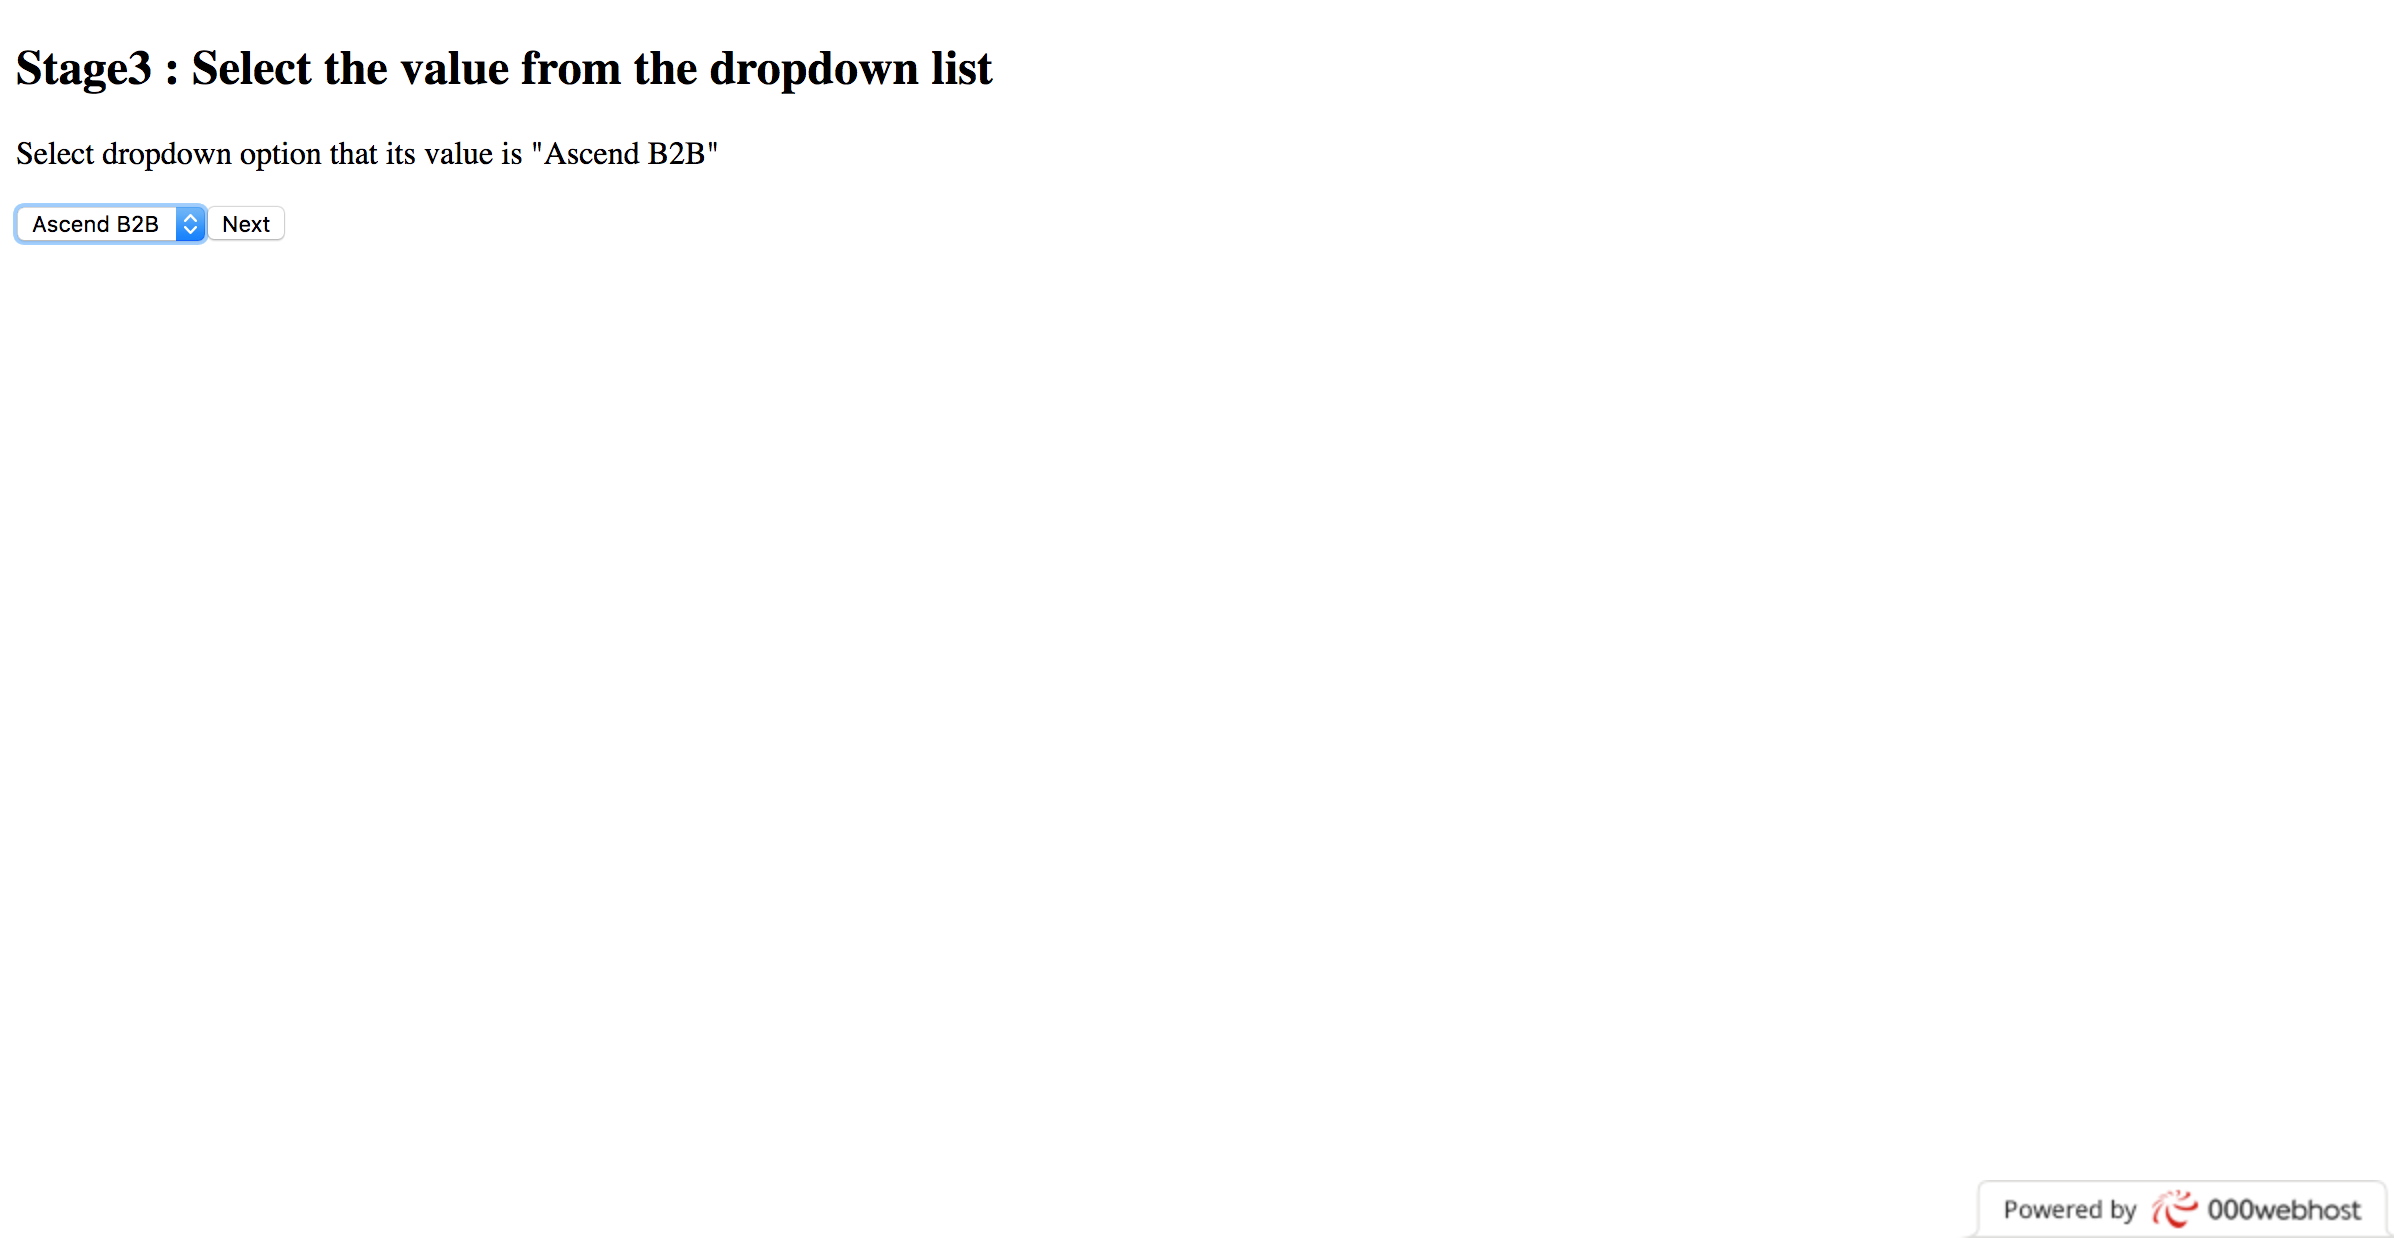 Stage3 : Select the value from the dropdown list
Select dropdown option that its value is "Ascend B2B"
Ascend B2B Next
Powered by 000webhost